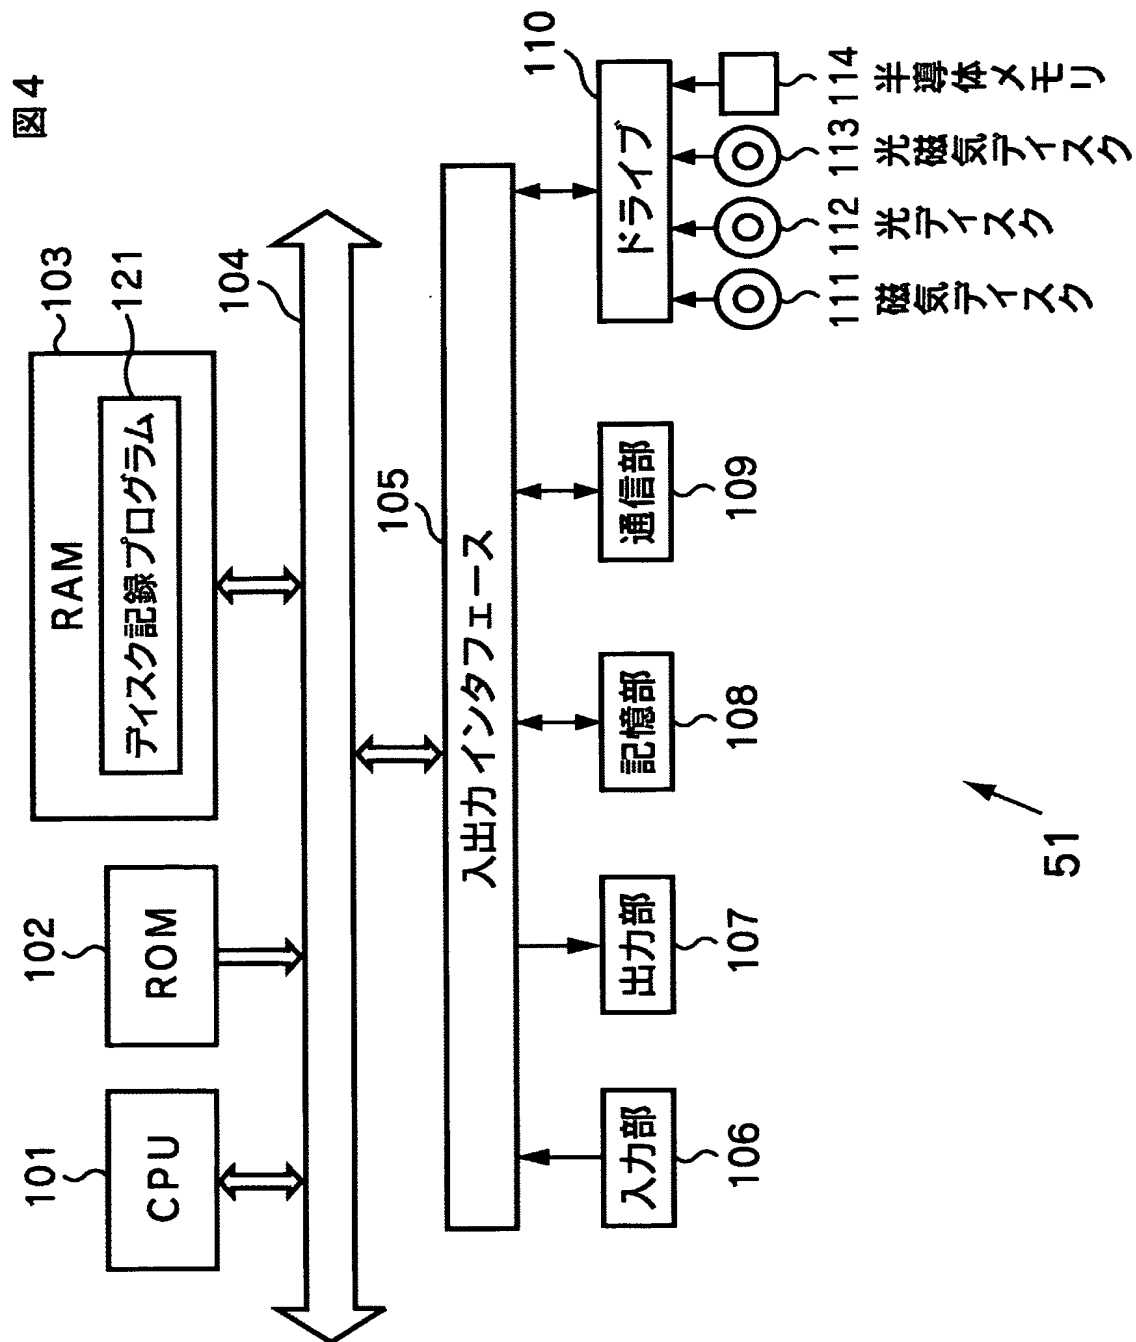 図4
101
CPU
102
ROM
103
RAM
121
ディスク記録プログラム
104
105
入出力インタフェース
入力部
106
出力部
107
記憶部
108
通信部
109
110
ドライブ
111
磁気ディスク
112
光ディスク
113
光磁気ディスク
114
半導体メモリ
51